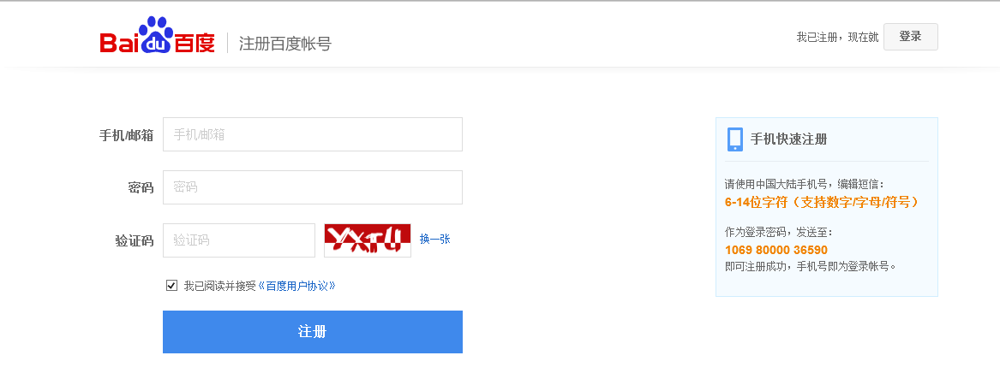 Baidu百度 注册百度帐号
我已注册，现在就 登录
手机/邮箱 手机/邮箱
密码 密码
验证码 验证码 换一张
我已阅读并接受《百度用户协议》
注册
手机快速注册
请使用中国大陆手机号，编辑短信：
6-14位字符（支持数字/字母/符号）
作为登录密码，发送至：
1069 80000 36590
即可注册成功，手机号即为登录帐号。